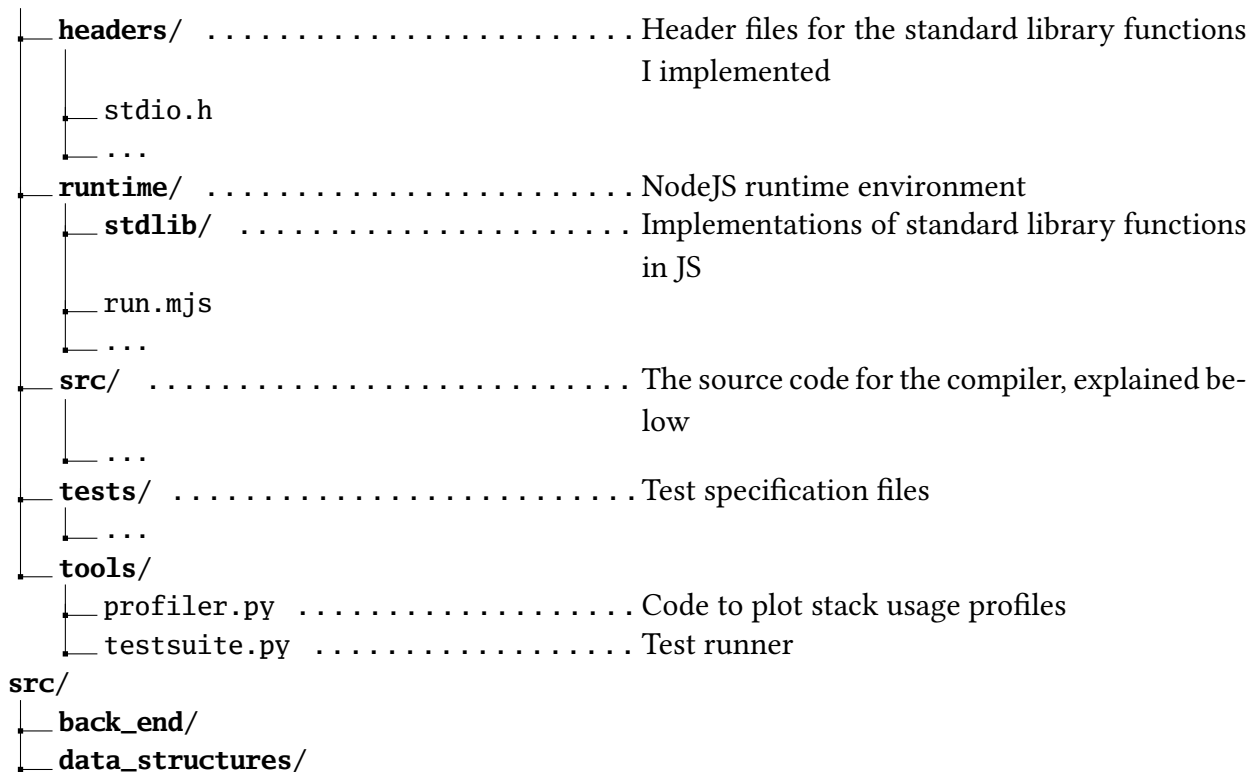 headers/ ........................ Header files for the standard library functions
I implemented
stdio.h
...
runtime/ ........................ NodeJS runtime environment
stdlib/ ...................... Implementations of standard library functions
in JS
run.mjs
...
src/ ........................... The source code for the compiler, explained be-
low
...
tests/ .......................... Test specification files
...
tools/
profiler.py ................... Code to plot stack usage profiles
testsuite.py .................. Test runner
src/
back_end/
data_structures/